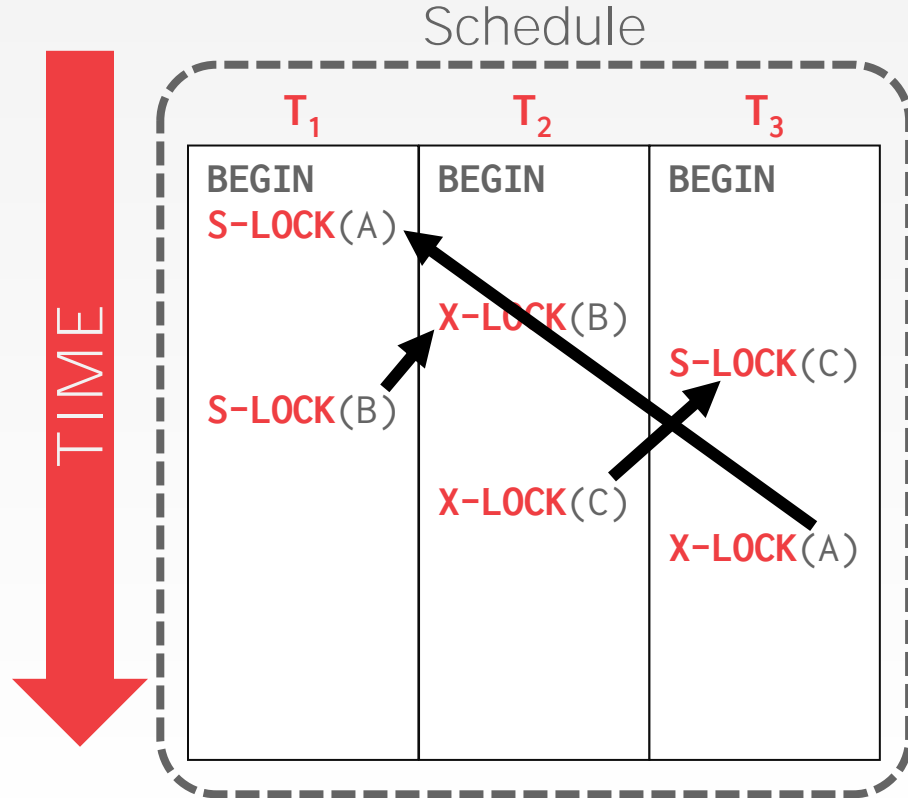 Schedule
TIME
T₁ T₂ T₃
BEGIN BEGIN BEGIN
S-LOCK(A)
X-LOCK(B)
S-LOCK(C)
S-LOCK(B)
X-LOCK(C)
X-LOCK(A)